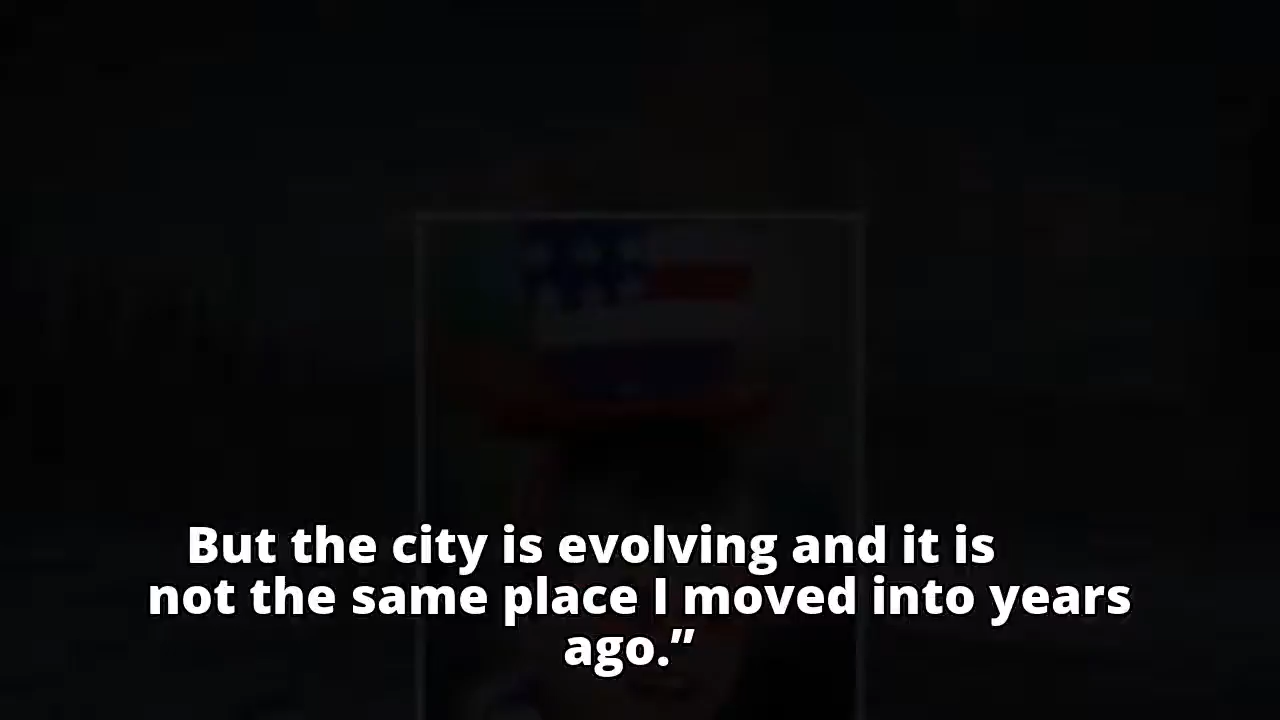 But the city is evolving and it is
not the same place I moved into years
ago.”